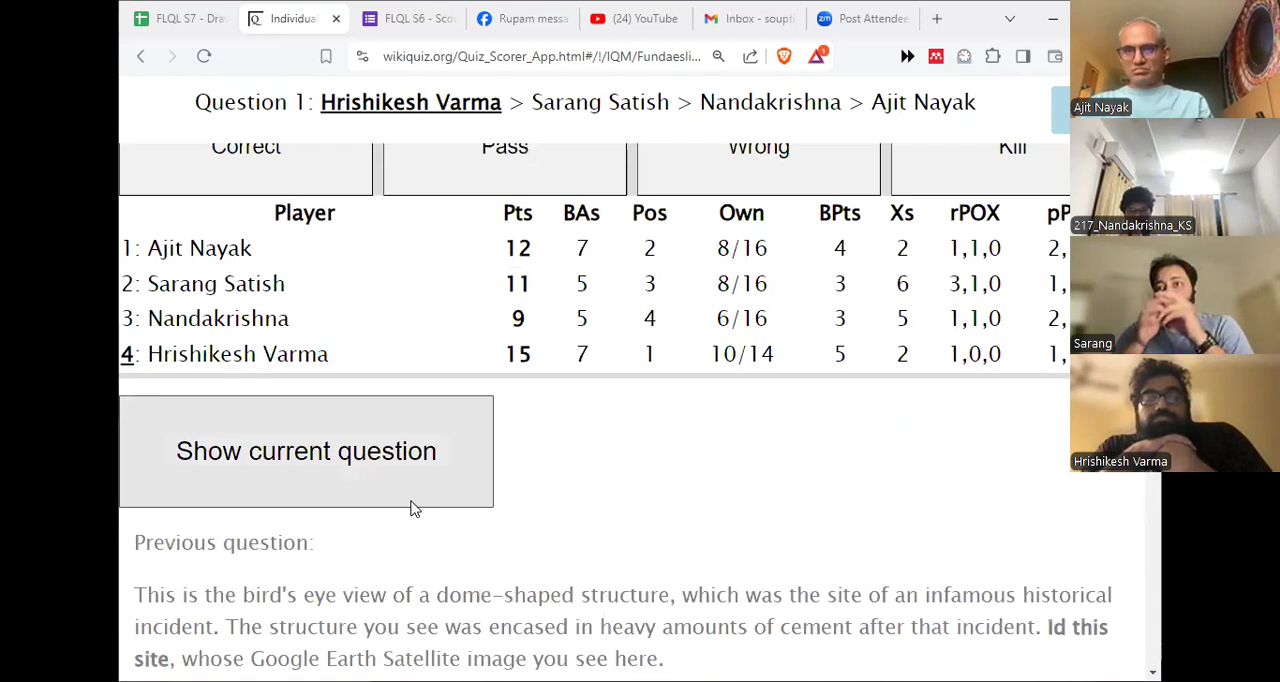 FLQL S7 - Dra
Individual
FLQL S6 - Sco
Rupam messa
(24) YouTube
Inbox - soupti
Post Attendee
wikiquiz.org/Quiz_Scorer_App.html#/!/IQM/Fundaesli...
Question 1: Hrishikesh Varma > Sarang Satish > Nandakrishna > Ajit Nayak
Correct Pass Wrong Kill
Player Pts BAs Pos Own BPts Xs rPOX pP
1: Ajit Nayak 12 7 2 8/16 4 2 1,1,0 2,
2: Sarang Satish 11 5 3 8/16 3 6 3,1,0 1,
3: Nandakrishna 9 5 4 6/16 3 5 1,1,0 2,
4: Hrishikesh Varma 15 7 1 10/14 5 2 1,0,0 1,
Show current question
Previous question:
This is the bird's eye view of a dome-shaped structure, which was the site of an infamous historical
incident. The structure you see was encased in heavy amounts of cement after that incident. Id this
site, whose Google Earth Satellite image you see here.
Ajit Nayak
217_Nandakrishna_KS
Sarang
Hrishikesh Varma